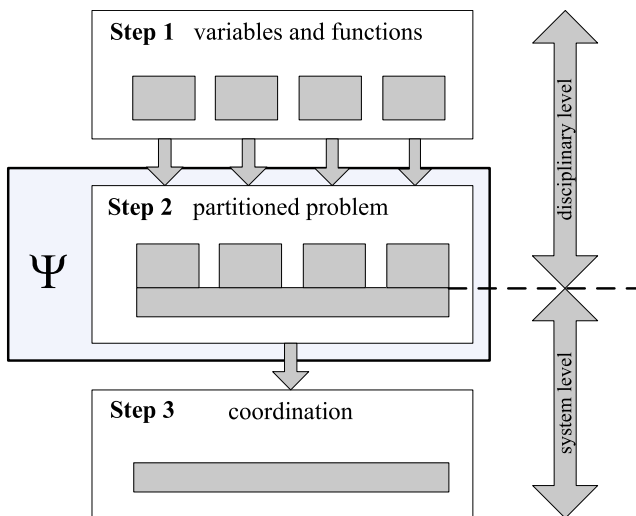 Step 1 variables and functions
disciplinary level
Step 2 partitioned problem
Ψ
Step 3 coordination
system level